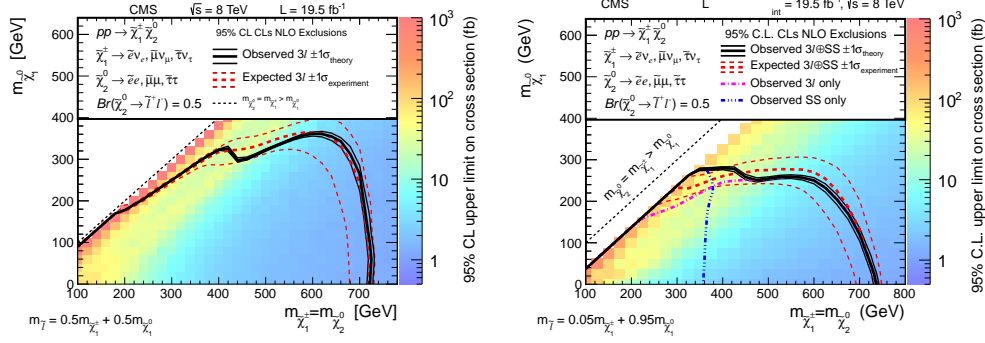 CMS √s = 8 TeV L = 19.5 fb⁻¹
pp → χ̃₁± χ̃₂⁰
χ̃₁± → ẽνₑ, μ̃ν_μ, τ̃ν_τ
χ̃₂⁰ → ẽe, μ̃μ, τ̃τ
Br(χ̃₂⁰ → l̃⁺l⁻) = 0.5
95% CL CLs NLO Exclusions
Observed 3l ±1σ_theory
Expected 3l ±1σ_experiment
m_χ̃₂⁰ = m_χ̃₁± > m_χ̃₁⁰
m_χ̃₁⁰ [GeV]
600
500
400
300
200
100
0
100 200 300 400 500 600 700
m_χ̃₁± = m_χ̃₂⁰ [GeV]
m_l̃ = 0.5m_χ̃₁± + 0.5m_χ̃₁⁰
10³
10²
10
1
95% CL upper limit on cross section (fb)
CMS L_int = 19.5 fb⁻¹, √s = 8 TeV
pp → χ̃₁± χ̃₂⁰
χ̃₁± → ẽνₑ, μ̃ν_μ, τ̃ν_τ
χ̃₂⁰ → ẽe, μ̃μ, τ̃τ
Br(χ̃₂⁰ → l̃⁺l⁻) = 0.5
95% C.L. CLs NLO Exclusions
Observed 3l⊕SS ±1σ_theory
Expected 3l⊕SS ±1σ_experiment
Observed 3l only
Observed SS only
m_χ̃₂⁰ = m_χ̃₁± > m_χ̃₁⁰
m_χ̃₁⁰ (GeV)
600
500
400
300
200
100
0
100 200 300 400 500 600 700 800
m_χ̃₁± = m_χ̃₂⁰ (GeV)
m_l̃ = 0.05m_χ̃₁± + 0.95m_χ̃₁⁰
10³
10²
10
1
95% C.L. upper limit on cross section (fb)